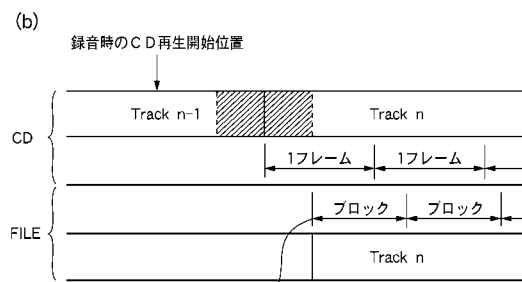 (b)
録音時のCD再生開始位置
Track n-1
Track n
CD
1フレーム
1フレーム
ブロック
ブロック
FILE
Track n